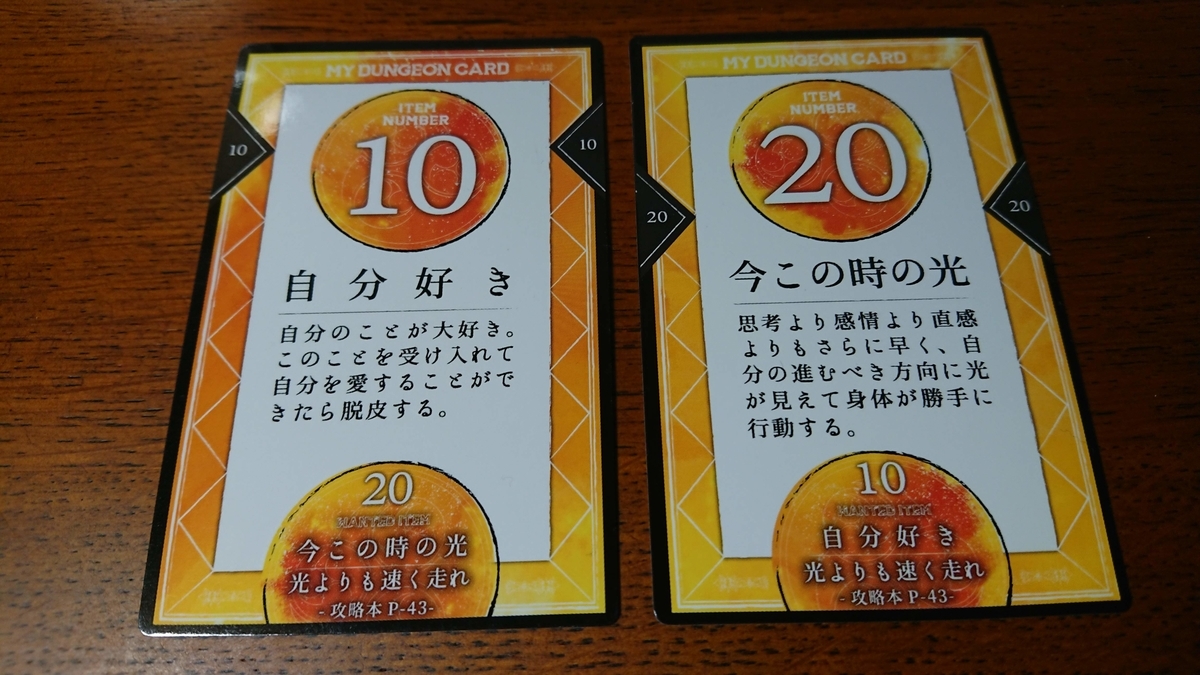 MY DUNGEON CARD
ITEM
NUMBER
10
10
10
自分好き
自分のことが大好き。
このことを受け入れて
自分を愛することがで
きたら脱皮する。
20
WANTED ITEM
今この時の光
光よりも速く走れ
-攻略本 P-43-
MY DUNGEON CARD
ITEM
NUMBER
20
20
20
今この時の光
思考より感情より直感
よりもさらに早く、自
分の進むべき方向に光
が見えて身体が勝手に
行動する。
10
WANTED ITEM
自分好き
光よりも速く走れ
-攻略本 P-43-